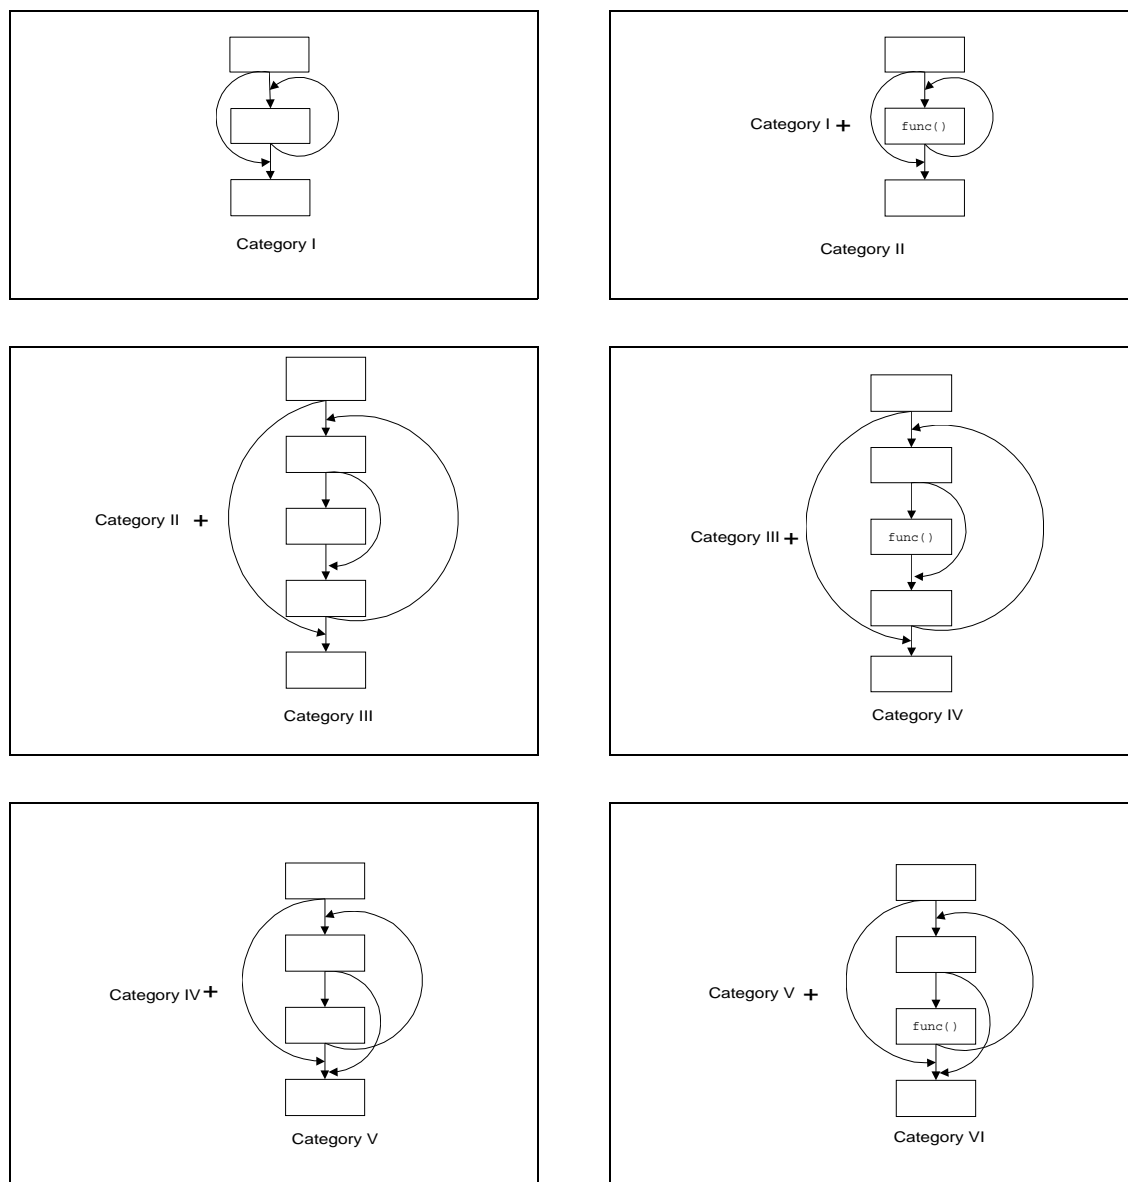 Category I
Category I +
func()
Category II
Category II +
Category III
Category III +
func()
Category IV
Category IV +
Category V
Category V +
func()
Category VI